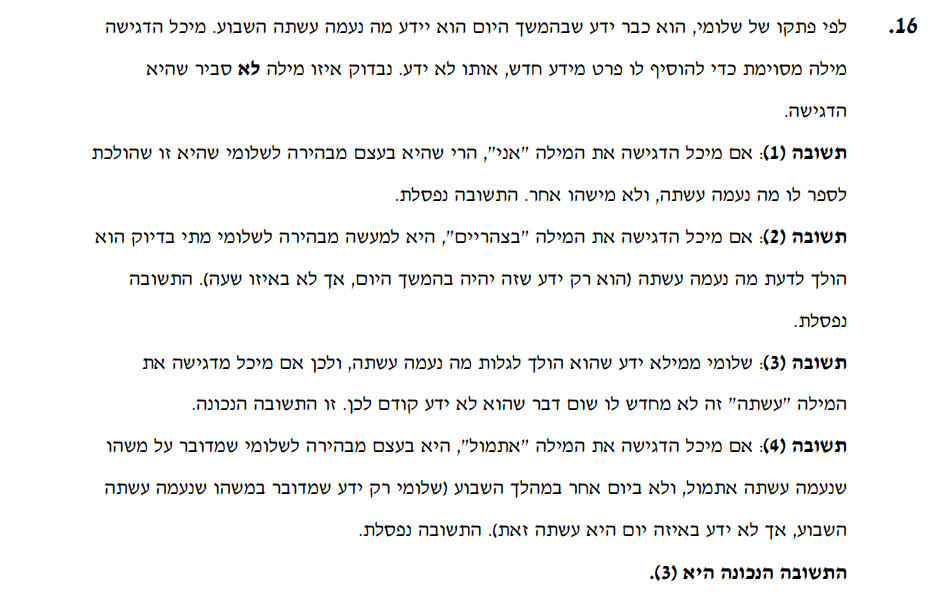 16. לפי פתקו של שלומי, הוא כבר ידע שבהמשך היום הוא יידע מה נעמה עשתה השבוע. מיכל הדגישה
מילה מסוימת כדי להוסיף לו פרט מידע חדש, אותו לא ידע. נבדוק איזו מילה לא סביר שהיא
הדגישה.
תשובה (1): אם מיכל הדגישה את המילה "אני", הרי שהיא בעצם מבהירה לשלומי שהיא זו שהולכת
לספר לו מה נעמה עשתה, ולא מישהו אחר. התשובה נפסלת.
תשובה (2): אם מיכל הדגישה את המילה "בצהריים", היא למעשה מבהירה לשלומי מתי בדיוק הוא
הולך לדעת מה נעמה עשתה (הוא רק ידע שזה יהיה בהמשך היום, אך לא באיזו שעה). התשובה
נפסלת.
תשובה (3): שלומי ממילא ידע שהוא הולך לגלות מה נעמה עשתה, ולכן אם מיכל מדגישה את
המילה "עשתה" זה לא מחדש לו שום דבר שהוא לא ידע קודם לכן. זו התשובה הנכונה.
תשובה (4): אם מיכל הדגישה את המילה "אתמול", היא בעצם מבהירה לשלומי שמדובר על משהו
שנעמה עשתה אתמול, ולא ביום אחר במהלך השבוע (שלומי רק ידע שמדובר במשהו שנעמה עשתה
השבוע, אך לא ידע באיזה יום היא עשתה זאת). התשובה נפסלת.
התשובה הנכונה היא (3).